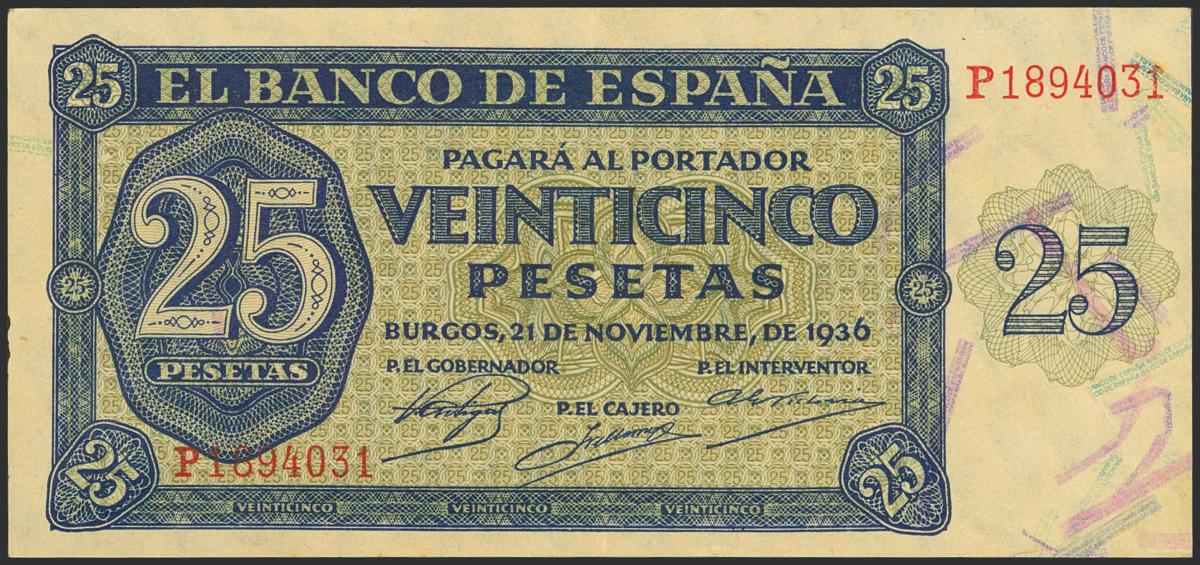 25 EL BANCO DE ESPAÑA 25
P1894031
PAGARÁ AL PORTADOR
VEINTICINCO
PESETAS
25
PESETAS
25
25
25
BURGOS, 21 DE NOVIEMBRE, DE 1936
P. EL GOBERNADOR
P. EL INTERVENTOR
P. EL CAJERO
P1894031
25
25
VEINTICINCO VEINTICINCO VEINTICINCO